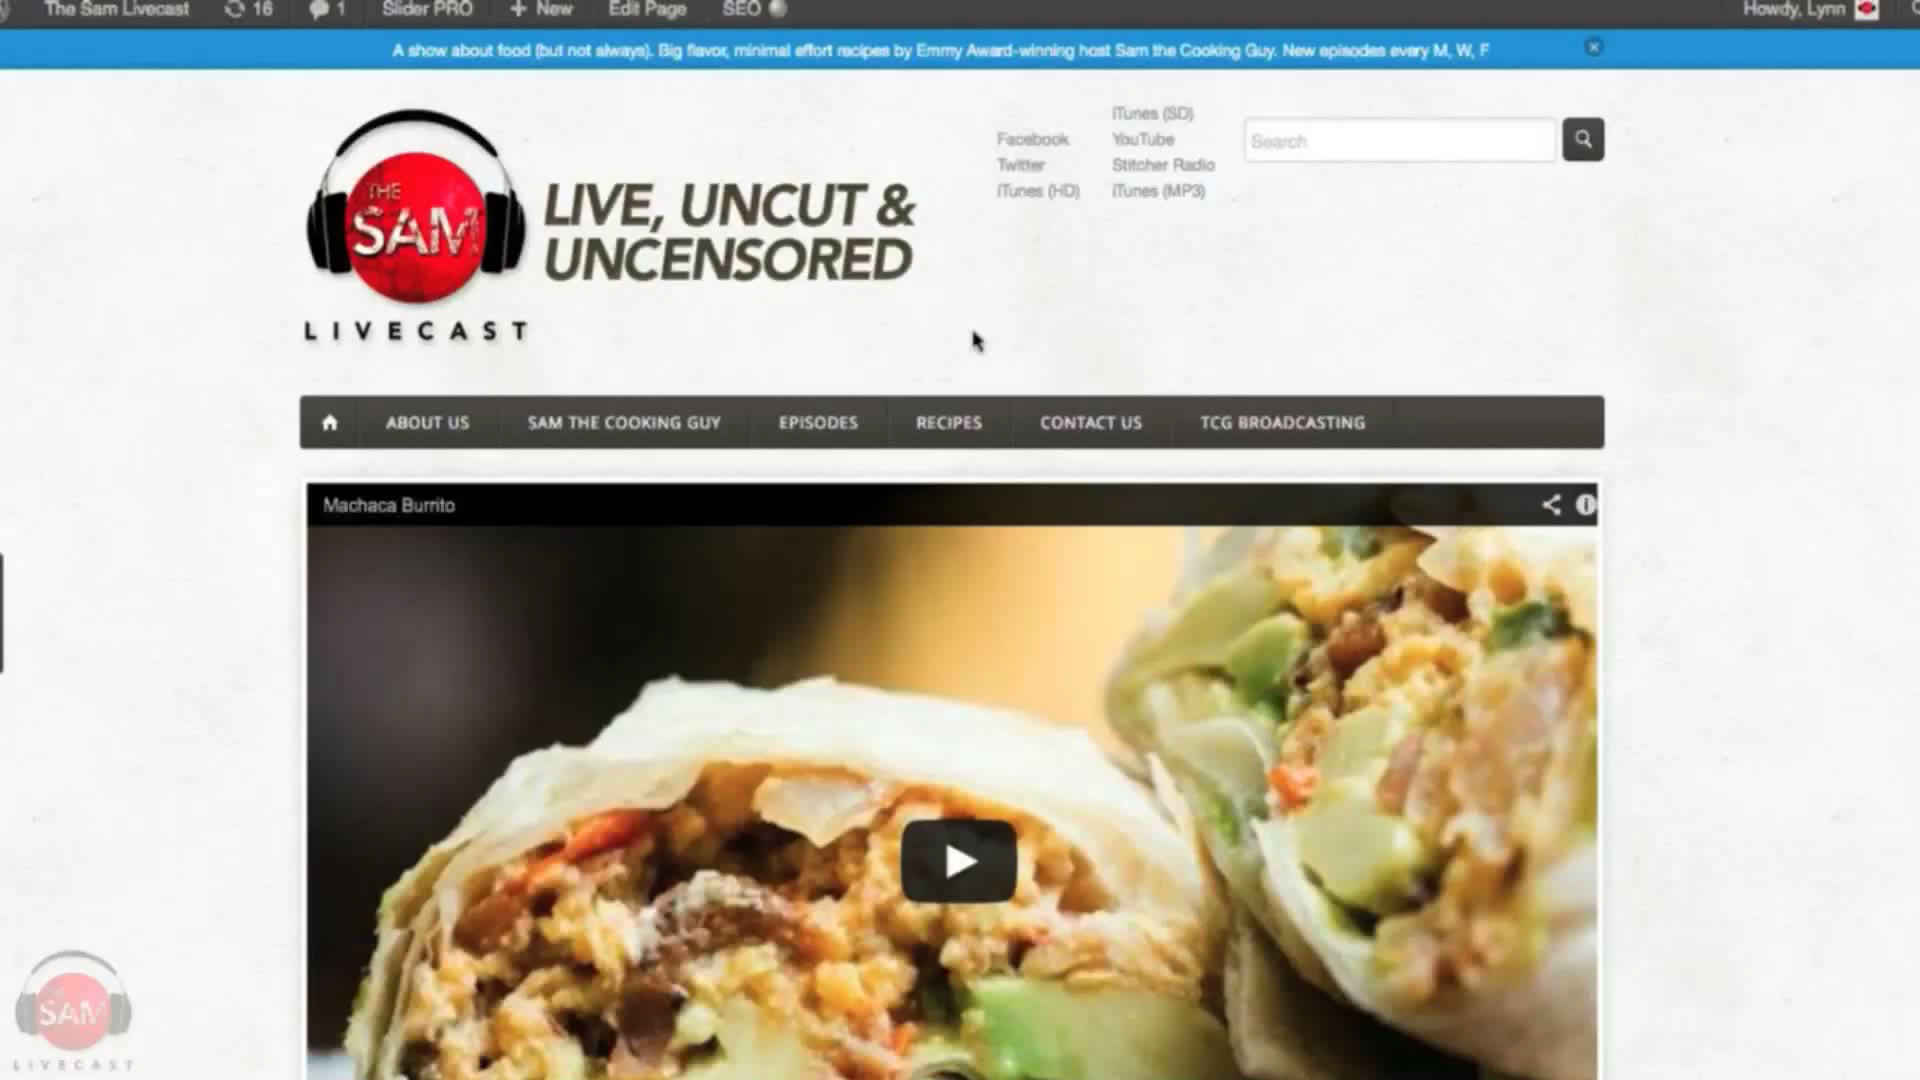 The Sam Livecast 16 1 Slider PRO + New Edit Page SEO Howdy, Lynn
A show about food (but not always). Big flavor, minimal effort recipes by Emmy Award-winning host Sam the Cooking Guy. New episodes every M, W, F
THE
SAM
LIVECAST
LIVE, UNCUT &
UNCENSORED
Facebook
Twitter
iTunes (HD)
iTunes (SD)
YouTube
Stitcher Radio
iTunes (MP3)
Search
ABOUT US SAM THE COOKING GUY EPISODES RECIPES CONTACT US TCG BROADCASTING
Machaca Burrito
SAM
LIVECAST